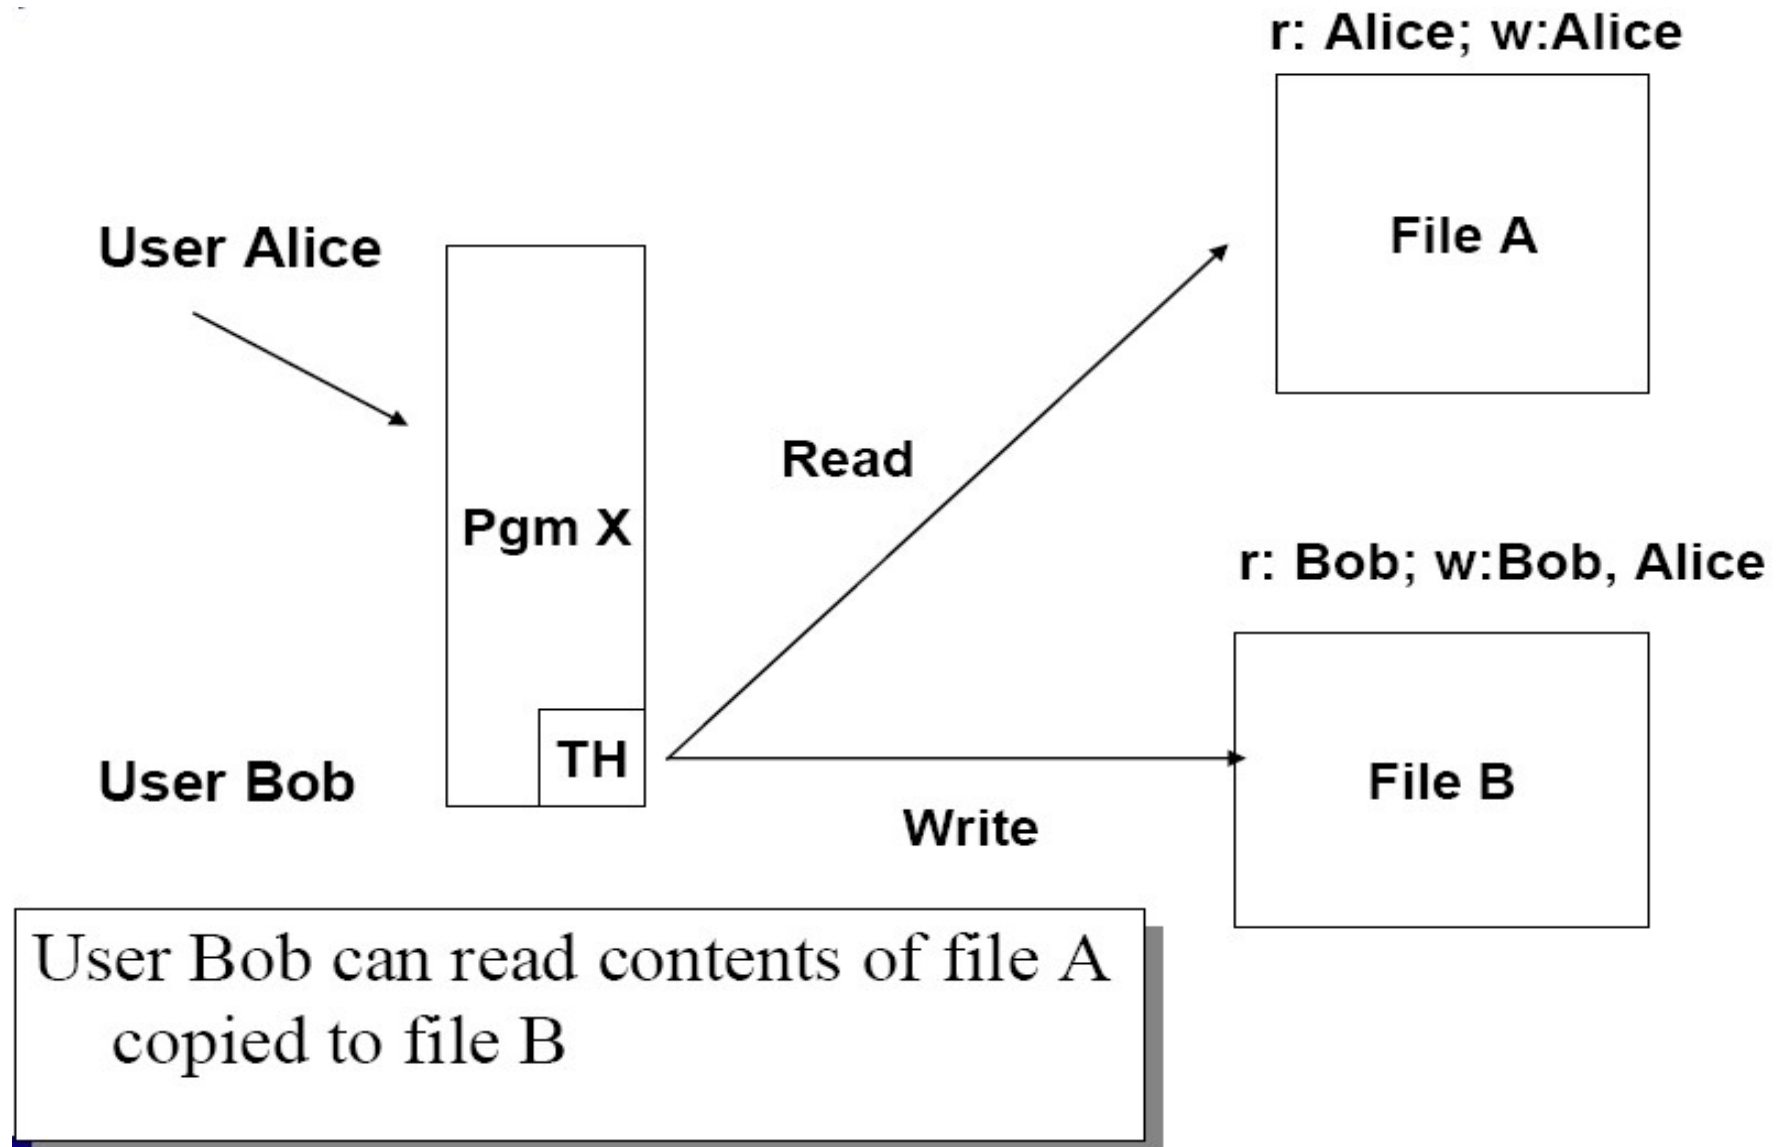 r: Alice; w:Alice
File A
User Alice
Read
Pgm X
r: Bob; w:Bob, Alice
TH
User Bob
File B
Write
User Bob can read contents of file A
copied to file B